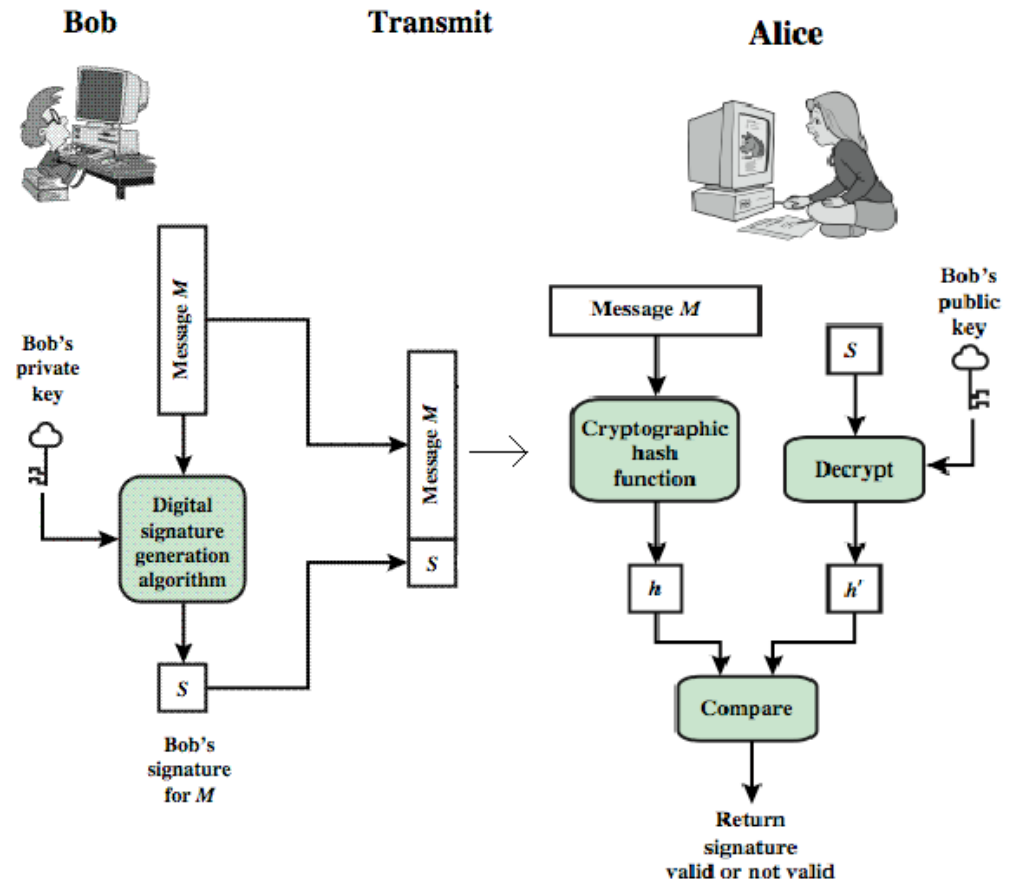 Bob
Transmit
Alice
Message M
Bob's
private
key
Digital
signature
generation
algorithm
S
Bob's
signature
for M
Message M
S
Message M
Cryptographic
hash
function
h
S
Bob's
public
key
Decrypt
h'
Compare
Return
signature
valid or not valid